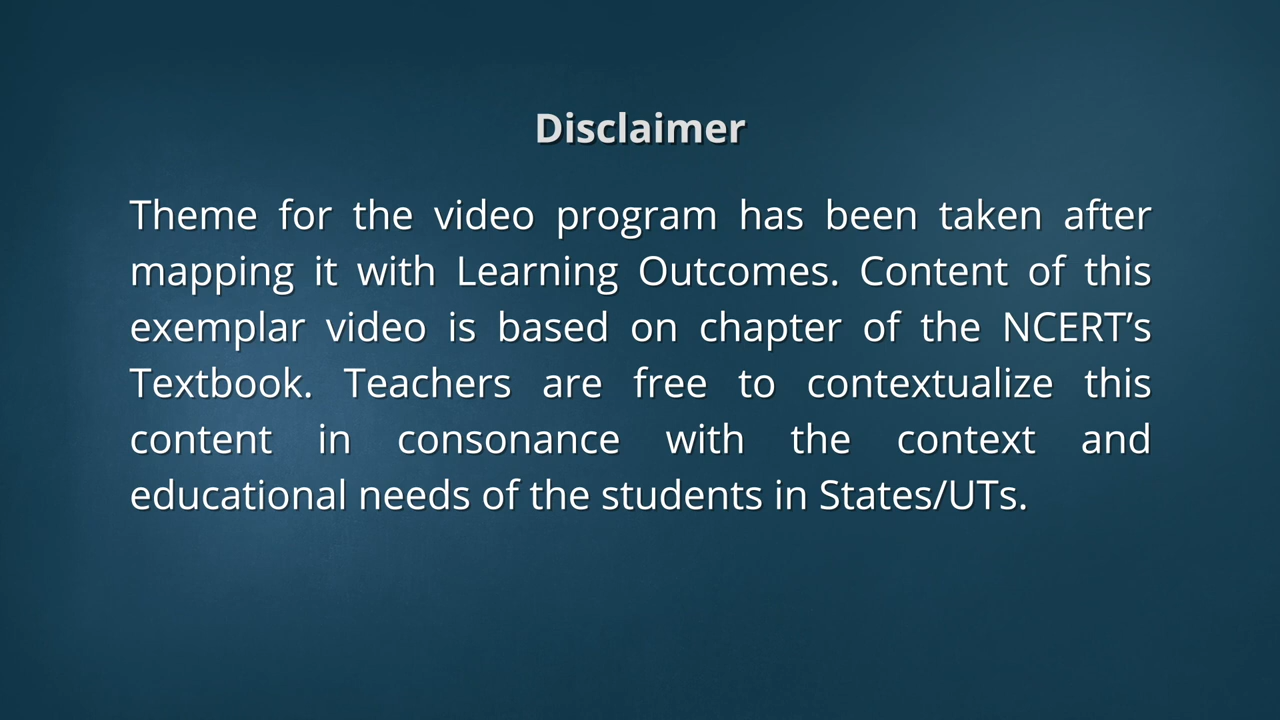 Disclaimer
Theme for the video program has been taken after
mapping it with Learning Outcomes. Content of this
exemplar video is based on chapter of the NCERT’s
Textbook. Teachers are free to contextualize this
content in consonance with the context and
educational needs of the students in States/UTs.